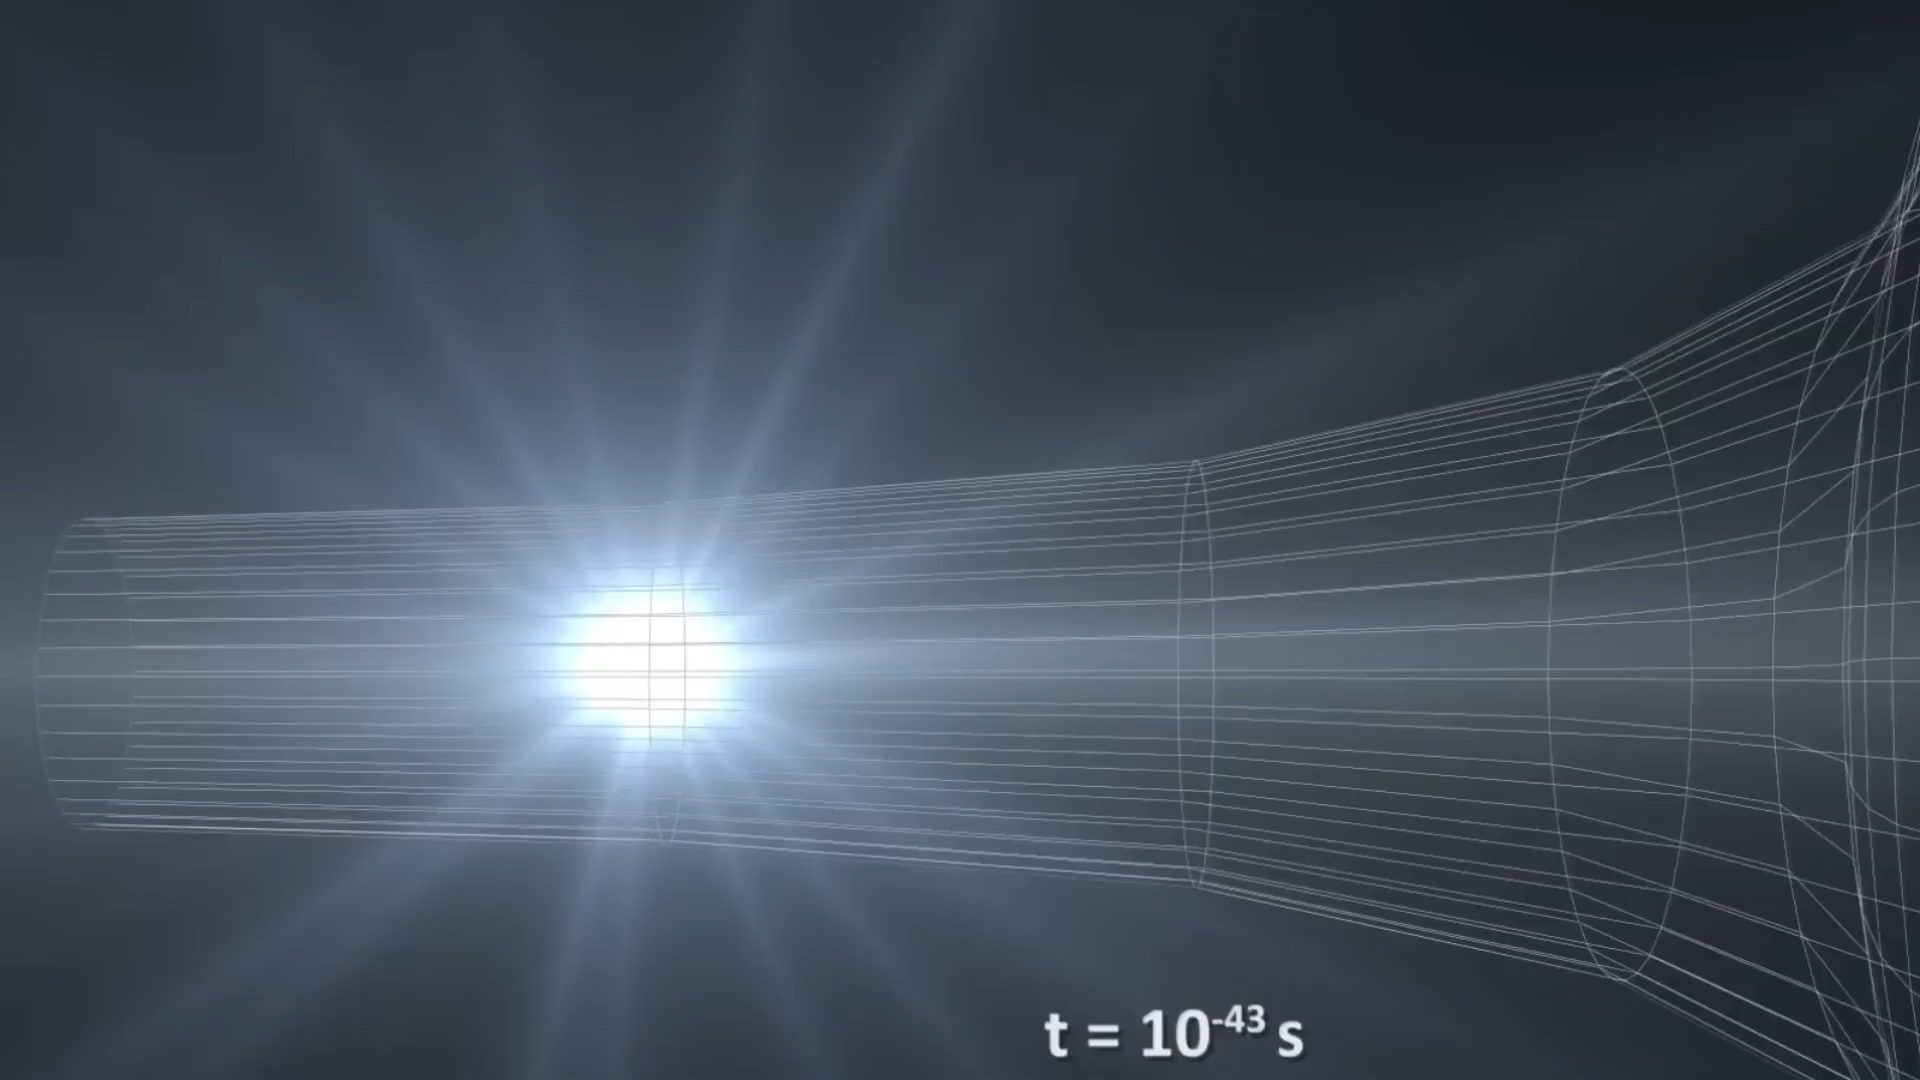 t = 10⁻⁴³ s